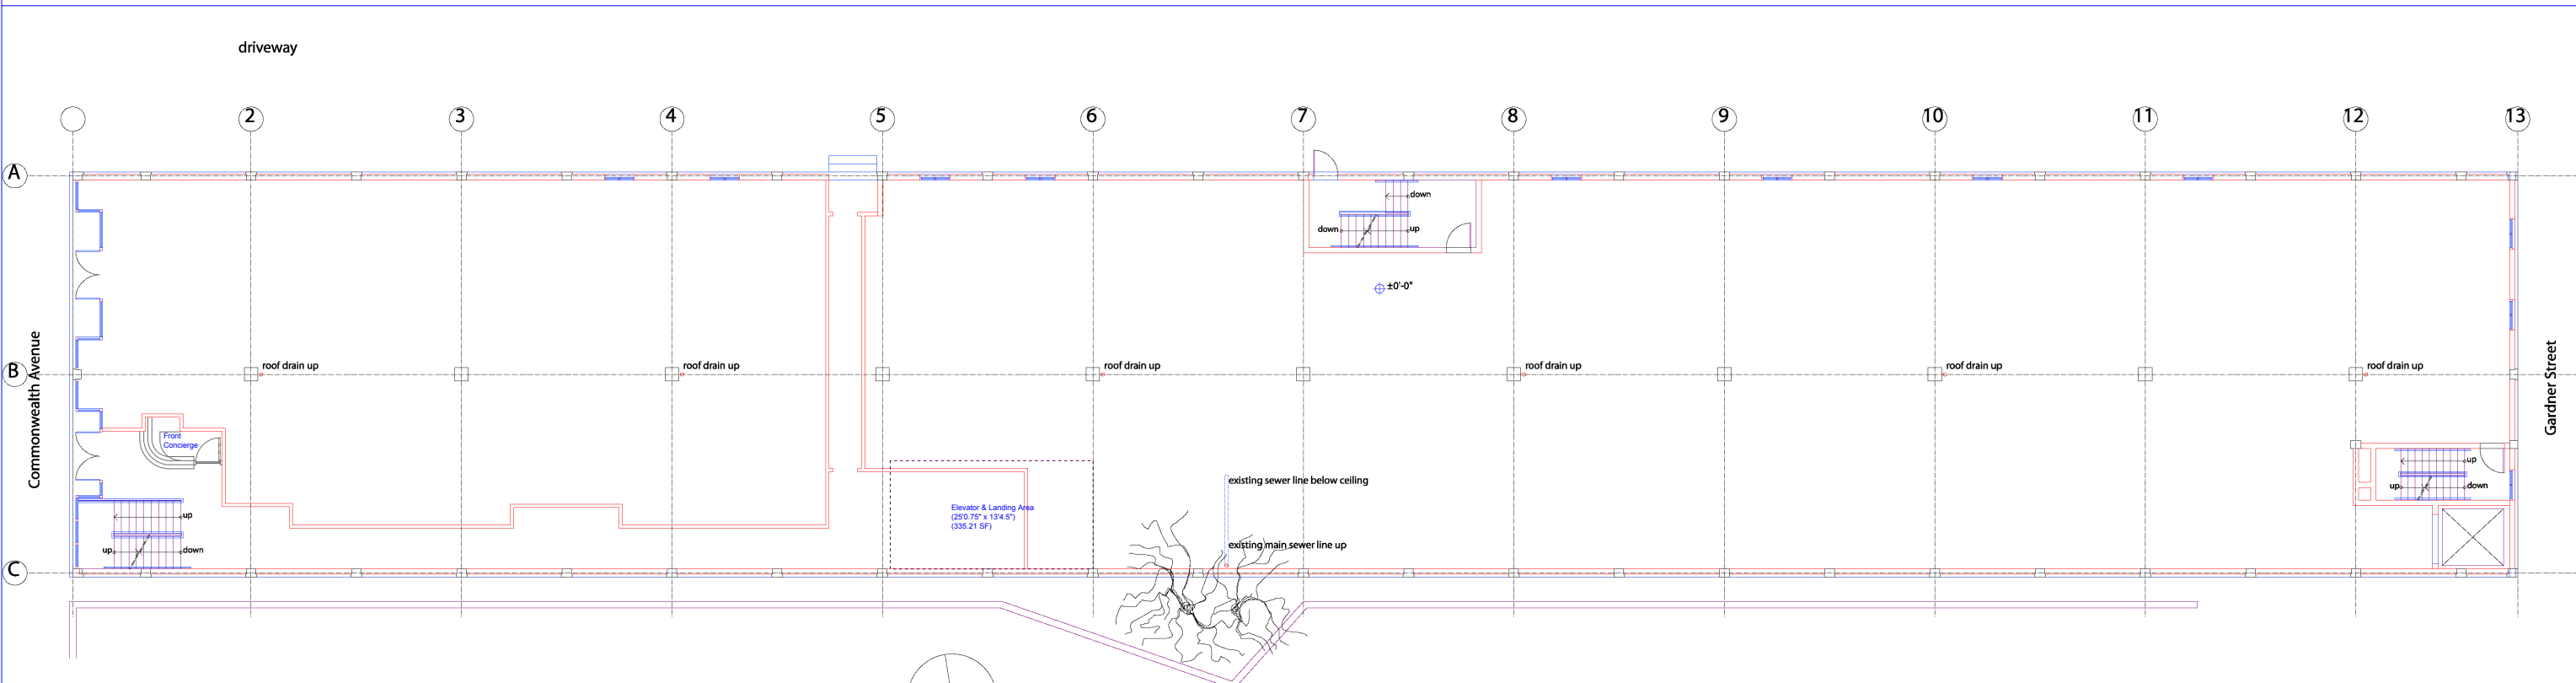 driveway
2 3 4 5 6 7 8 9 10 11 12 13
A
down
down up
±0'-0"
Commonwealth Avenue
B
roof drain up roof drain up roof drain up roof drain up roof drain up roof drain up
Gardner Street
Front
Concierge
up
up down
existing sewer line below ceiling
Elevator & Landing Area
(25'0.75" x 13'4.5")
(335.21 SF)
existing main sewer line up
up
up down
C